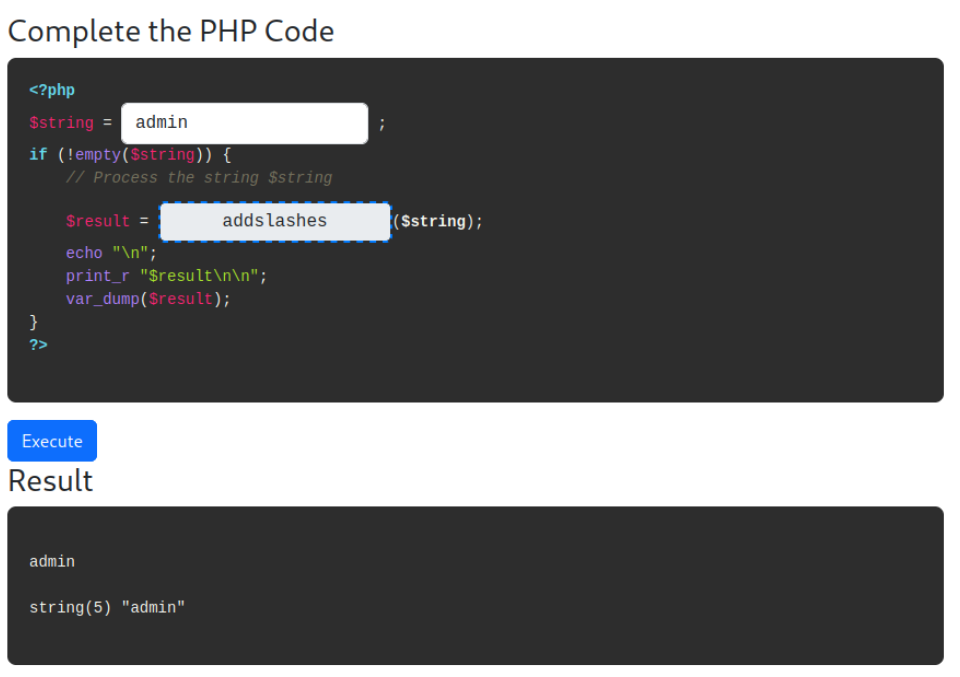 Complete the PHP Code
<?php
$string = admin ;
if (!empty($string)) {
// Process the string $string
$result = addslashes ($string);
echo "\n";
print_r "$result\n\n";
var_dump($result);
}
?>
Execute
Result
admin
string(5) "admin"